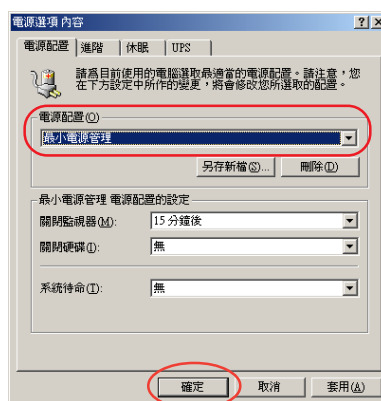 電源選項 內容
電源配置 進階 休眠 UPS
請為目前使用的電腦選取最適當的電源配置。請注意，您
在下方設定中所作的變更，將會修改您所選取的配置。
電源配置(O)
最小電源管理
另存新檔(S)... 刪除(D)
最小電源管理 電源配置的設定
關閉監視器(M): 15 分鐘後
關閉硬碟(I): 無
系統待命(T): 無
確定 取消 套用(A)